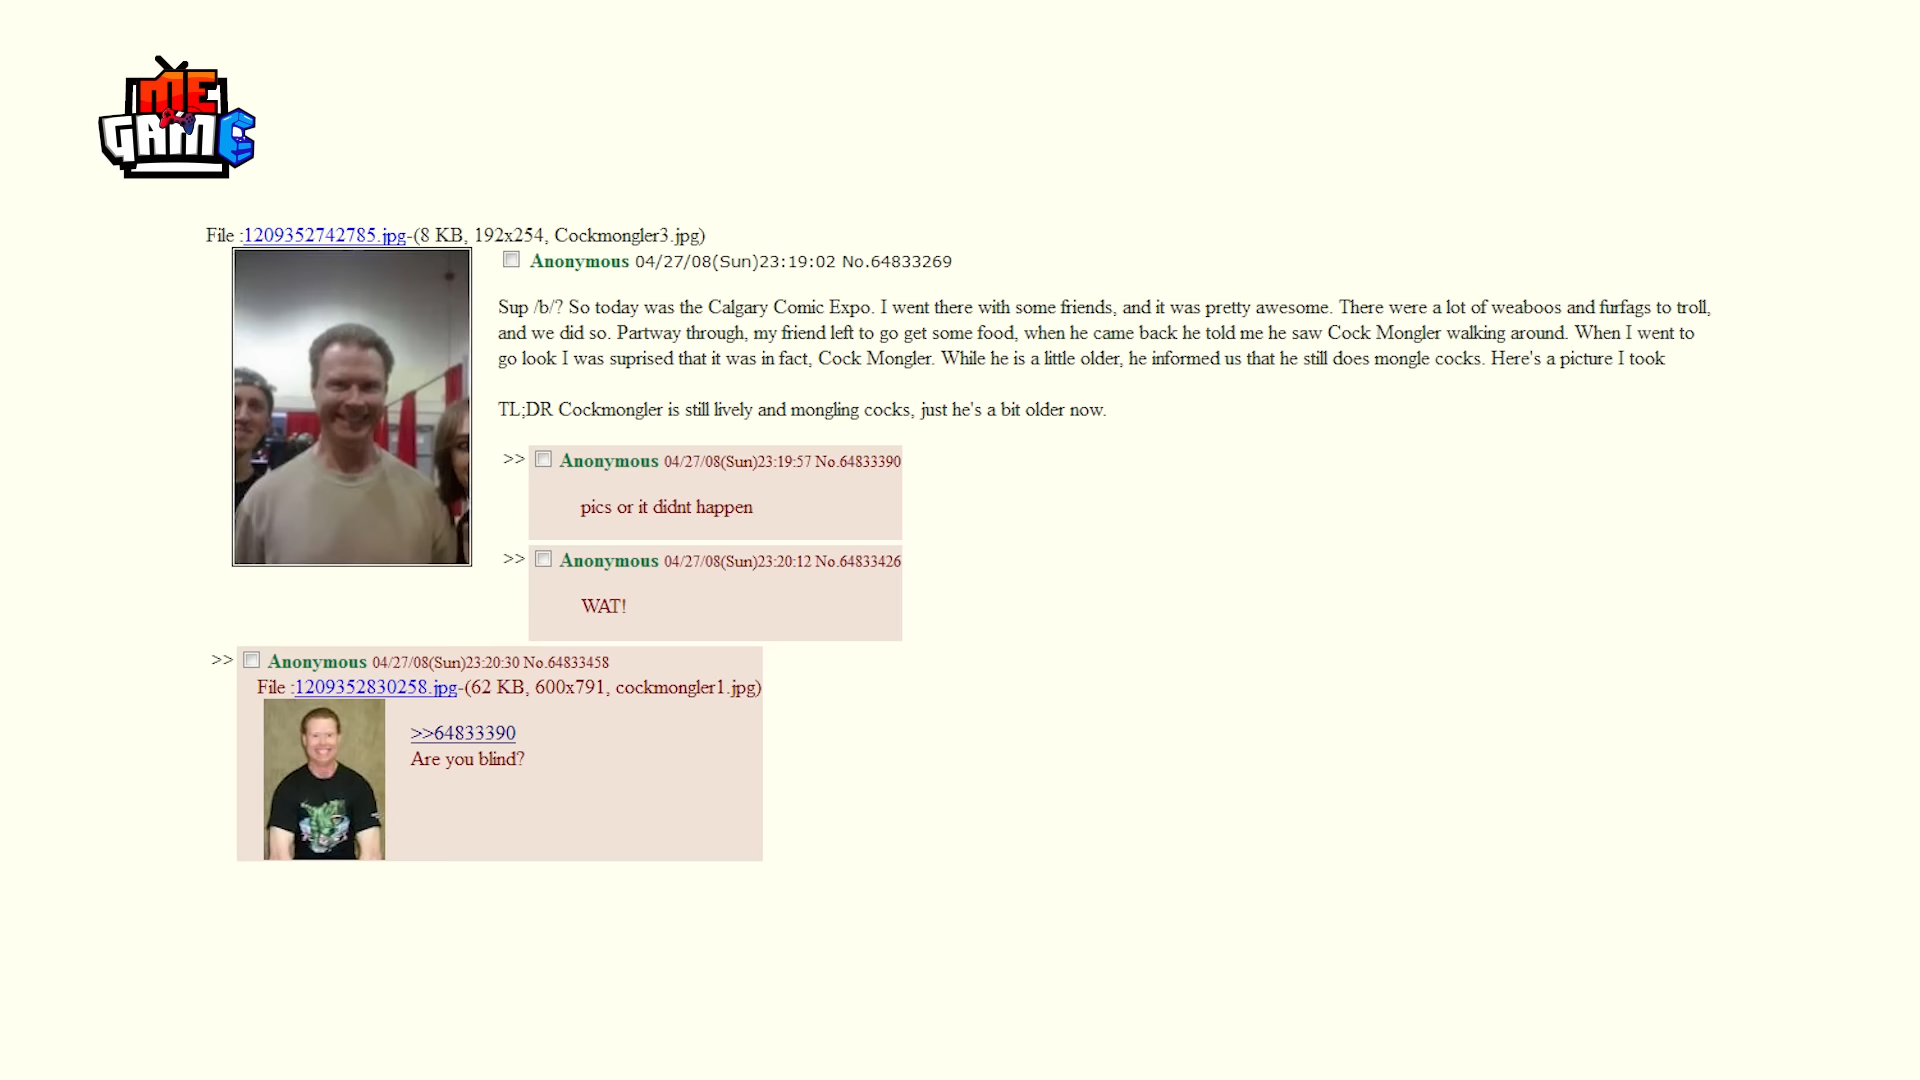 ME
GAME
File :1209352742785.jpg-(8 KB, 192x254, Cockmongler3.jpg)
Anonymous 04/27/08(Sun)23:19:02 No.64833269
Sup /b/? So today was the Calgary Comic Expo. I went there with some friends, and it was pretty awesome. There were a lot of weaboos and furfags to troll,
and we did so. Partway through, my friend left to go get some food, when he came back he told me he saw Cock Mongler walking around. When I went to
go look I was suprised that it was in fact, Cock Mongler. While he is a little older, he informed us that he still does mongle cocks. Here's a picture I took
TL;DR Cockmongler is still lively and mongling cocks, just he's a bit older now.
>> Anonymous 04/27/08(Sun)23:19:57 No.64833390
pics or it didnt happen
>> Anonymous 04/27/08(Sun)23:20:12 No.64833426
WAT!
>> Anonymous 04/27/08(Sun)23:20:30 No.64833458
File :1209352830258.jpg-(62 KB, 600x791, cockmongler1.jpg)
>>64833390
Are you blind?